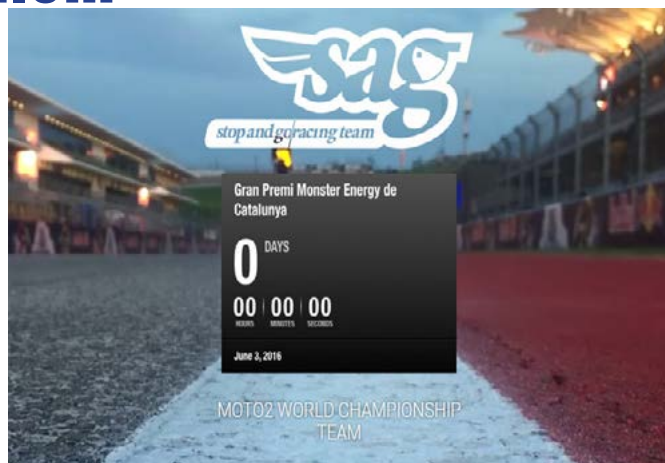 sag
stop and go racing team
Gran Premi Monster Energy de
Catalunya
0 DAYS
00 00 00
HOURS MINUTES SECONDS
June 3, 2016
MOTO2 WORLD CHAMPIONSHIP
TEAM